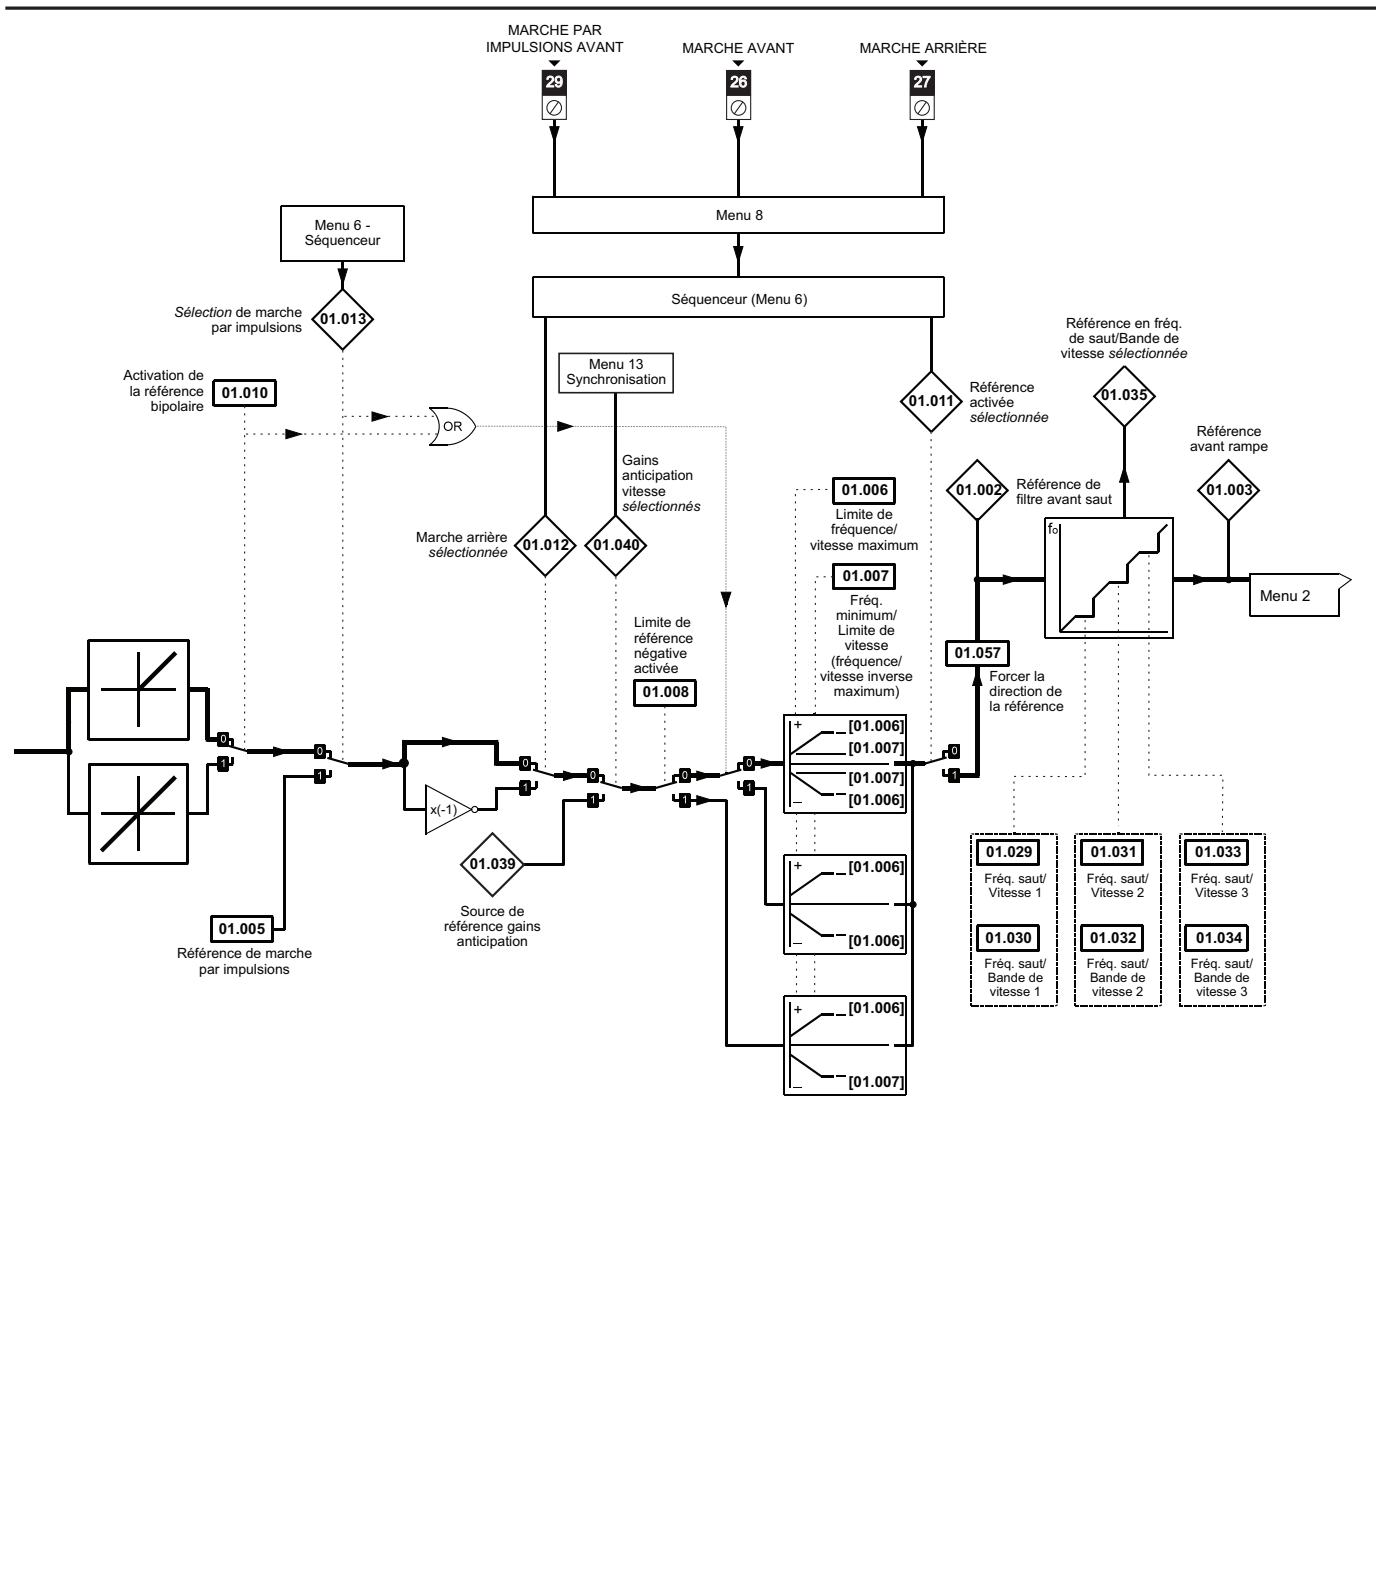 MARCHE PAR
IMPULSIONS AVANT
MARCHE AVANT
MARCHE ARRIÈRE
29
26
27
Menu 8
Menu 6 -
Séquenceur
Séquenceur (Menu 6)
Sélection de marche
par impulsions
01.013
Référence en fréq.
de saut/Bande de
vitesse sélectionnée
01.035
Menu 13
Synchronisation
Activation de
la référence
bipolaire
01.010
01.011
Référence
activée
sélectionnée
OR
Référence
avant rampe
01.003
Gains
anticipation
vitesse
sélectionnés
01.006
Limite de
fréquence/
vitesse maximum
01.002
Référence de
filtre avant saut
Marche arrière
sélectionnée
01.012
01.040
fo
01.007
Fréq.
minimum/
Limite de
vitesse
(fréquence/
vitesse inverse
maximum)
Menu 2
Limite de
référence
négative
activée
01.008
01.057
Forcer la
direction de
la référence
0
1
0
1
0
1
0
1
0
1
0
1
0
1
+
[01.006]
[01.007]
[01.007]
[01.006]
–
x(-1)
01.039
Source de
référence gains
anticipation
+
[01.006]
[01.006]
–
01.005
Référence de marche
par impulsions
+
[01.006]
[01.007]
–
01.029
Fréq. saut/
Vitesse 1
01.030
Fréq. saut/
Bande de
vitesse 1
01.031
Fréq. saut/
Vitesse 2
01.032
Fréq. saut/
Bande de
vitesse 2
01.033
Fréq. saut/
Vitesse 3
01.034
Fréq. saut/
Bande de
vitesse 3